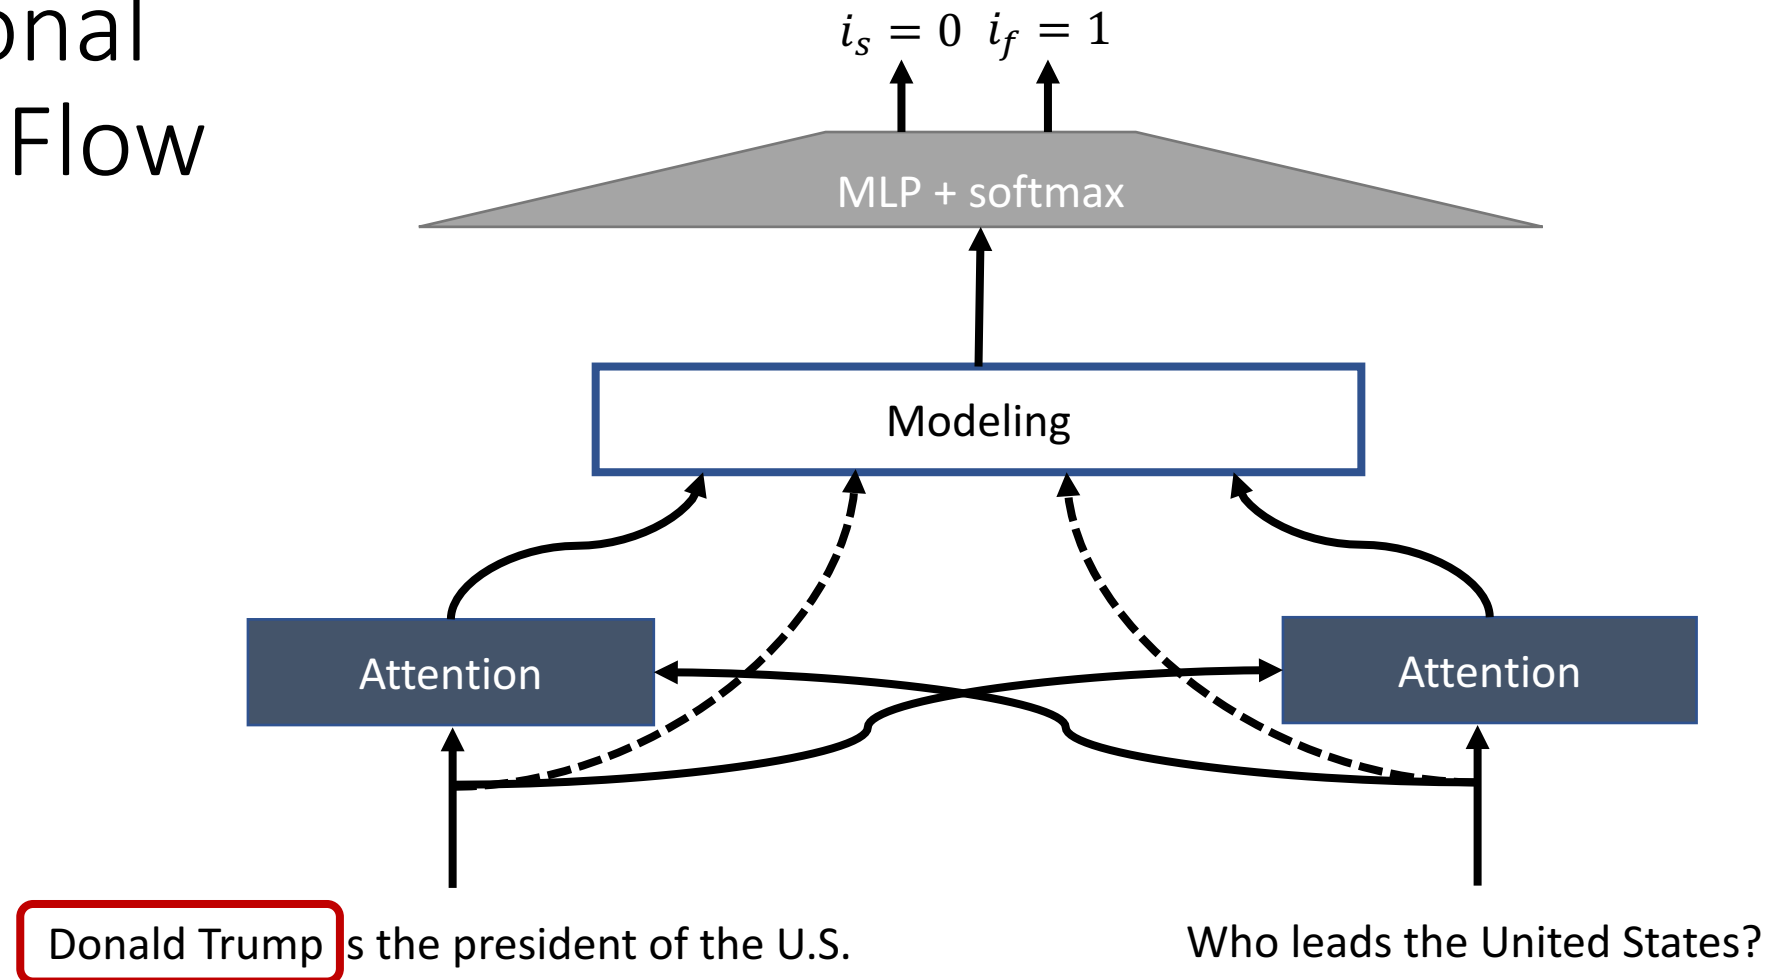 onal
Flow
i_s = 0 i_f = 1
MLP + softmax
Modeling
Attention
Attention
Donald Trump s the president of the U.S.
Who leads the United States?